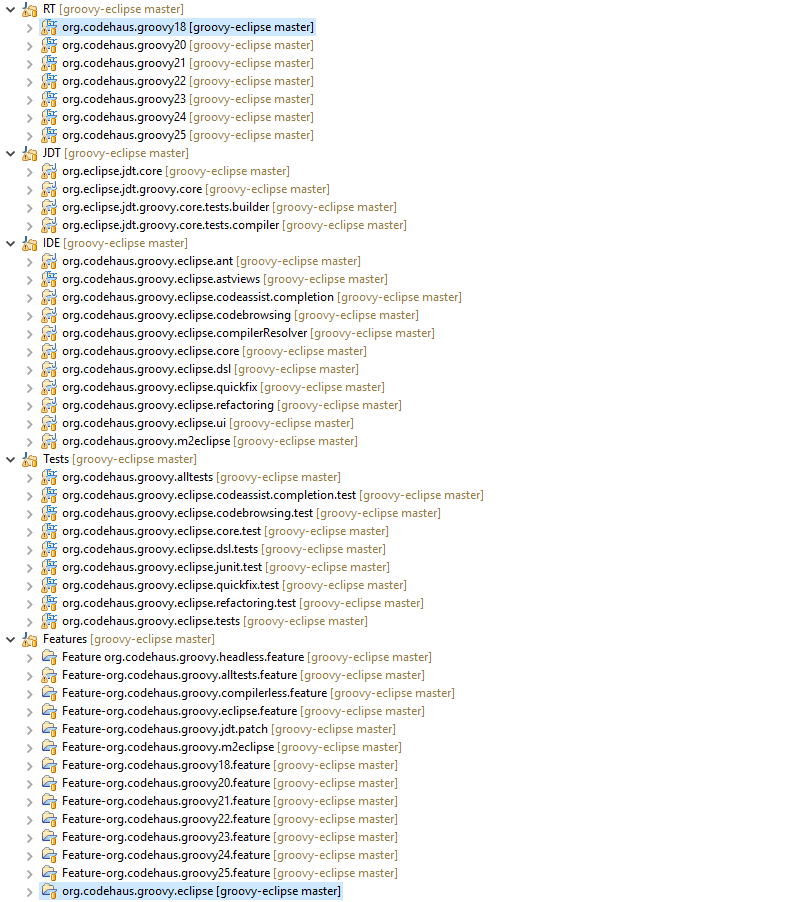 RT [groovy-eclipse master]
org.codehaus.groovy18 [groovy-eclipse master]
org.codehaus.groovy20 [groovy-eclipse master]
org.codehaus.groovy21 [groovy-eclipse master]
org.codehaus.groovy22 [groovy-eclipse master]
org.codehaus.groovy23 [groovy-eclipse master]
org.codehaus.groovy24 [groovy-eclipse master]
org.codehaus.groovy25 [groovy-eclipse master]
JDT [groovy-eclipse master]
org.eclipse.jdt.core [groovy-eclipse master]
org.eclipse.jdt.groovy.core [groovy-eclipse master]
org.eclipse.jdt.groovy.core.tests.builder [groovy-eclipse master]
org.eclipse.jdt.groovy.core.tests.compiler [groovy-eclipse master]
IDE [groovy-eclipse master]
org.codehaus.groovy.eclipse.ant [groovy-eclipse master]
org.codehaus.groovy.eclipse.astviews [groovy-eclipse master]
org.codehaus.groovy.eclipse.codeassist.completion [groovy-eclipse master]
org.codehaus.groovy.eclipse.codebrowsing [groovy-eclipse master]
org.codehaus.groovy.eclipse.compilerResolver [groovy-eclipse master]
org.codehaus.groovy.eclipse.core [groovy-eclipse master]
org.codehaus.groovy.eclipse.dsl [groovy-eclipse master]
org.codehaus.groovy.eclipse.quickfix [groovy-eclipse master]
org.codehaus.groovy.eclipse.refactoring [groovy-eclipse master]
org.codehaus.groovy.eclipse.ui [groovy-eclipse master]
org.codehaus.groovy.m2eclipse [groovy-eclipse master]
Tests [groovy-eclipse master]
org.codehaus.groovy.alltests [groovy-eclipse master]
org.codehaus.groovy.eclipse.codeassist.completion.test [groovy-eclipse master]
org.codehaus.groovy.eclipse.codebrowsing.test [groovy-eclipse master]
org.codehaus.groovy.eclipse.core.test [groovy-eclipse master]
org.codehaus.groovy.eclipse.dsl.tests [groovy-eclipse master]
org.codehaus.groovy.eclipse.junit.test [groovy-eclipse master]
org.codehaus.groovy.eclipse.quickfix.test [groovy-eclipse master]
org.codehaus.groovy.eclipse.refactoring.test [groovy-eclipse master]
org.codehaus.groovy.eclipse.tests [groovy-eclipse master]
Features [groovy-eclipse master]
Feature org.codehaus.groovy.headless.feature [groovy-eclipse master]
Feature-org.codehaus.groovy.alltests.feature [groovy-eclipse master]
Feature-org.codehaus.groovy.compilerless.feature [groovy-eclipse master]
Feature-org.codehaus.groovy.eclipse.feature [groovy-eclipse master]
Feature-org.codehaus.groovy.jdt.patch [groovy-eclipse master]
Feature-org.codehaus.groovy.m2eclipse [groovy-eclipse master]
Feature-org.codehaus.groovy18.feature [groovy-eclipse master]
Feature-org.codehaus.groovy20.feature [groovy-eclipse master]
Feature-org.codehaus.groovy21.feature [groovy-eclipse master]
Feature-org.codehaus.groovy22.feature [groovy-eclipse master]
Feature-org.codehaus.groovy23.feature [groovy-eclipse master]
Feature-org.codehaus.groovy24.feature [groovy-eclipse master]
Feature-org.codehaus.groovy25.feature [groovy-eclipse master]
org.codehaus.groovy.eclipse [groovy-eclipse master]